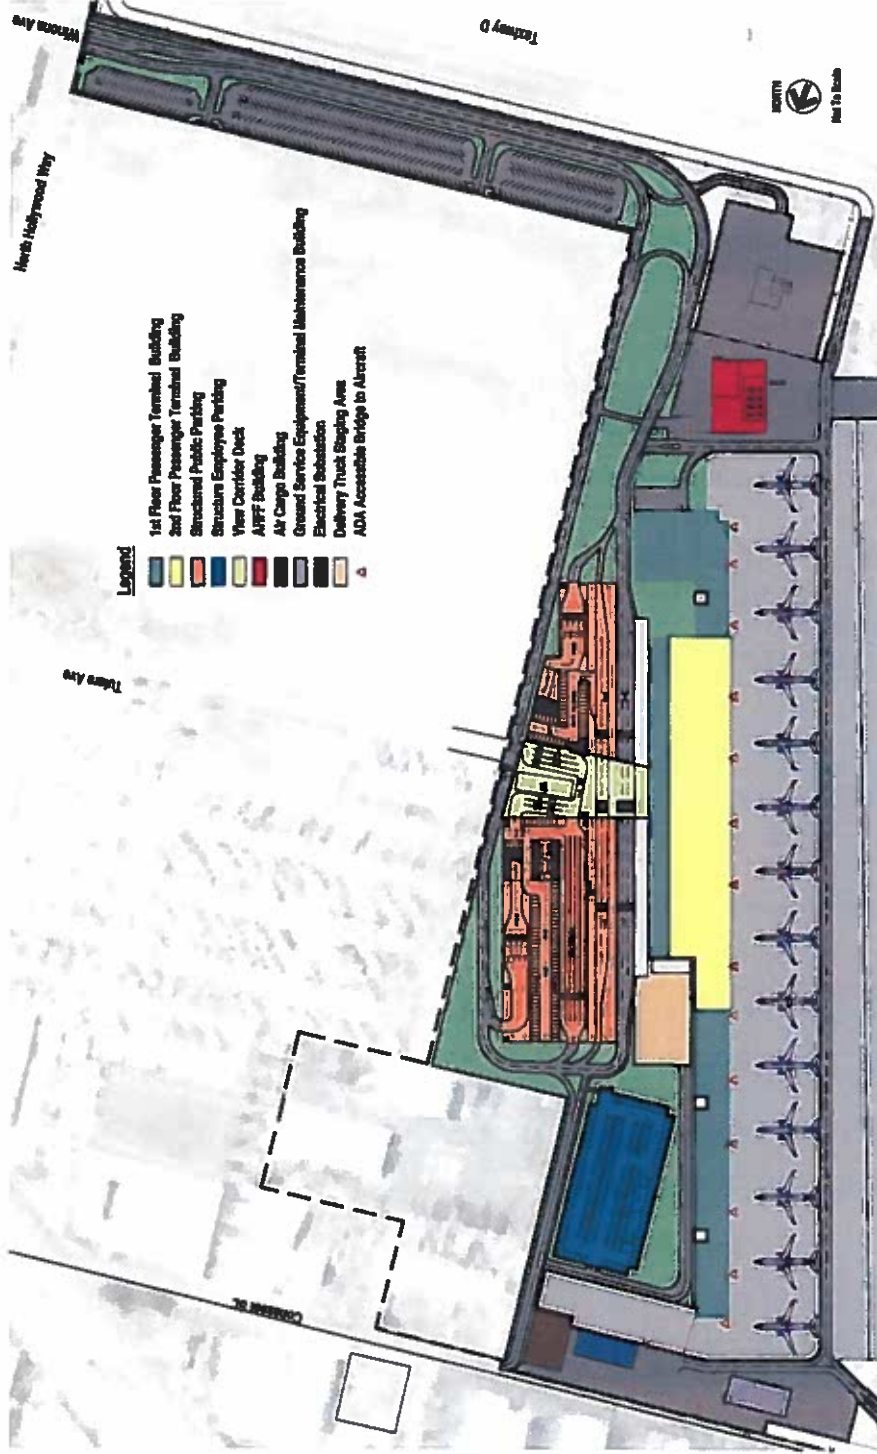 Winona Ave
Taxiway D
North Hollywood Way
NORTH
Not To Scale
Legend
1st Floor Passenger Terminal Building
2nd Floor Passenger Terminal Building
Structured Public Parking
Structure Employee Parking
View Corridor Deck
ARFF Building
Air Cargo Building
Ground Service Equipment/Terminal Maintenance Building
Electrical Substation
Delivery Truck Staging Area
ADA Accessible Bridge to Aircraft
Tulare Ave
Cohasset St.